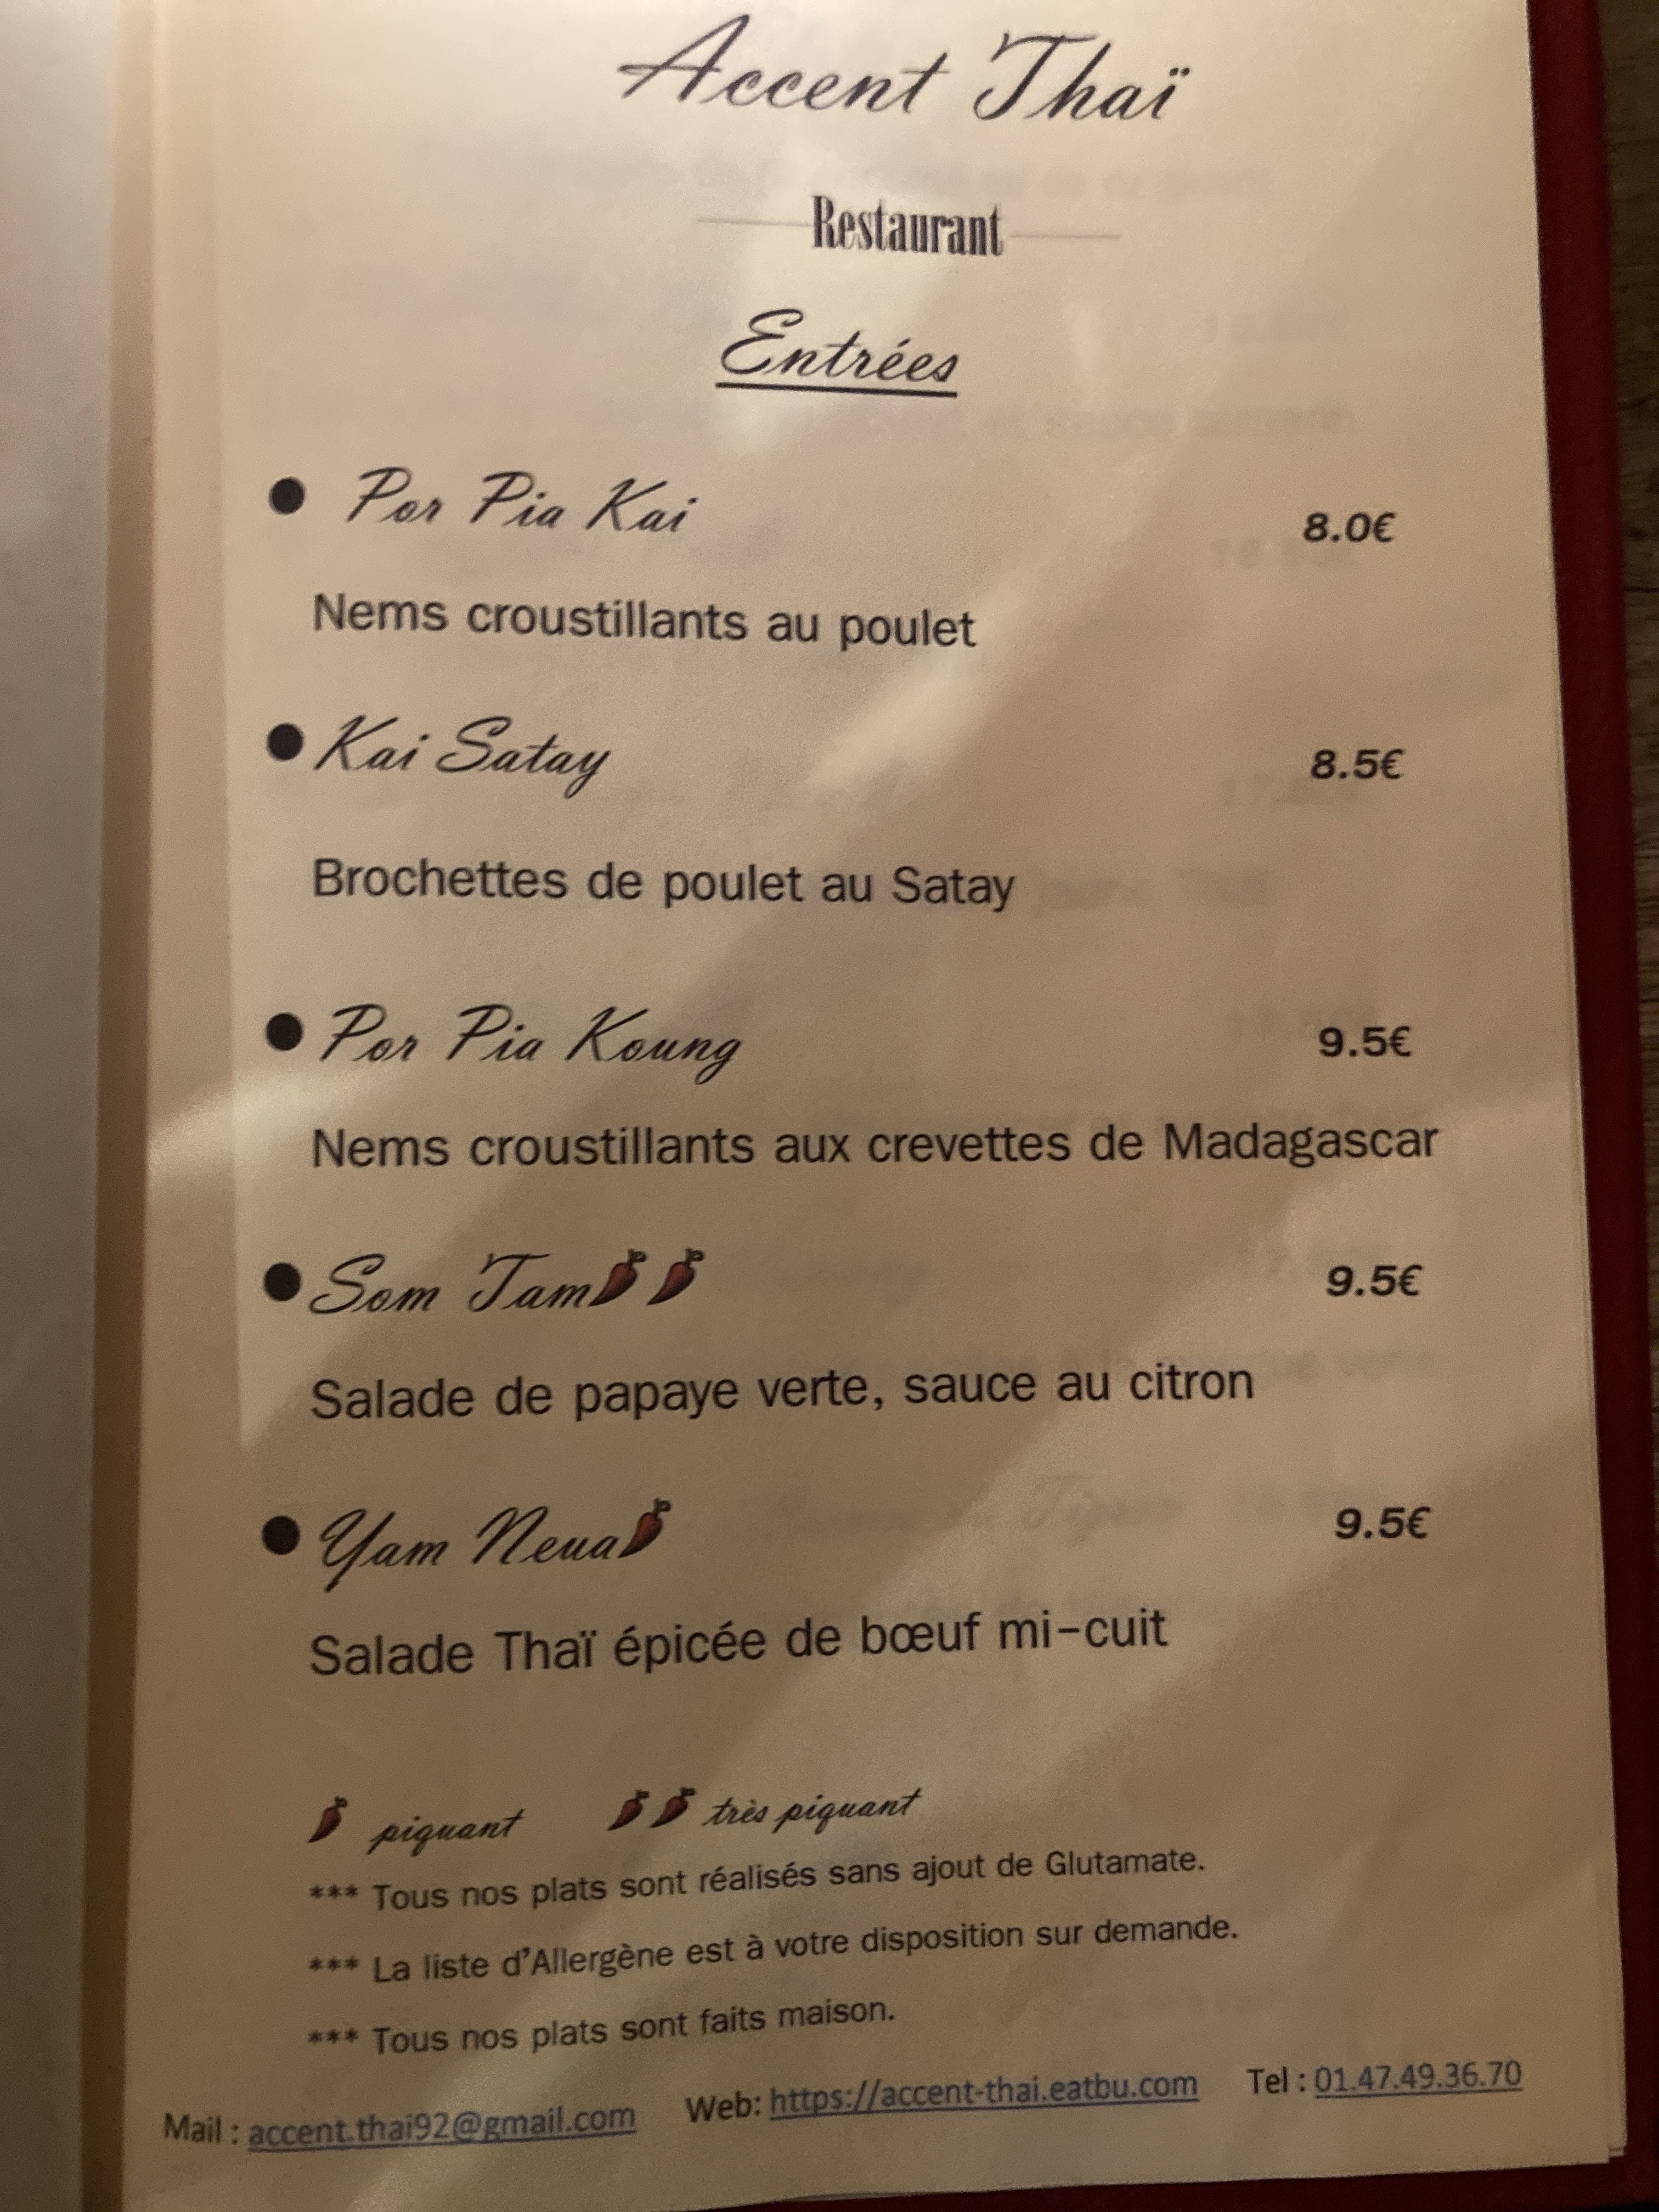 Accent Thaï
Restaurant
Entrées
● Por Pia Kai 8.0€
Nems croustillants au poulet
● Kai Satay 8.5€
Brochettes de poulet au Satay
● Por Pia Koung 9.5€
Nems croustillants aux crevettes de Madagascar
● Som Tam🌶🌶 9.5€
Salade de papaye verte, sauce au citron
● Yam Neua🌶 9.5€
Salade Thaï épicée de bœuf mi-cuit
🌶 piquant 🌶🌶 très piquant
*** Tous nos plats sont réalisés sans ajout de Glutamate.
*** La liste d'Allergène est à votre disposition sur demande.
*** Tous nos plats sont faits maison.
Mail : accent.thai92@gmail.com Web: https://accent-thai.eatbu.com Tel : 01.47.49.36.70